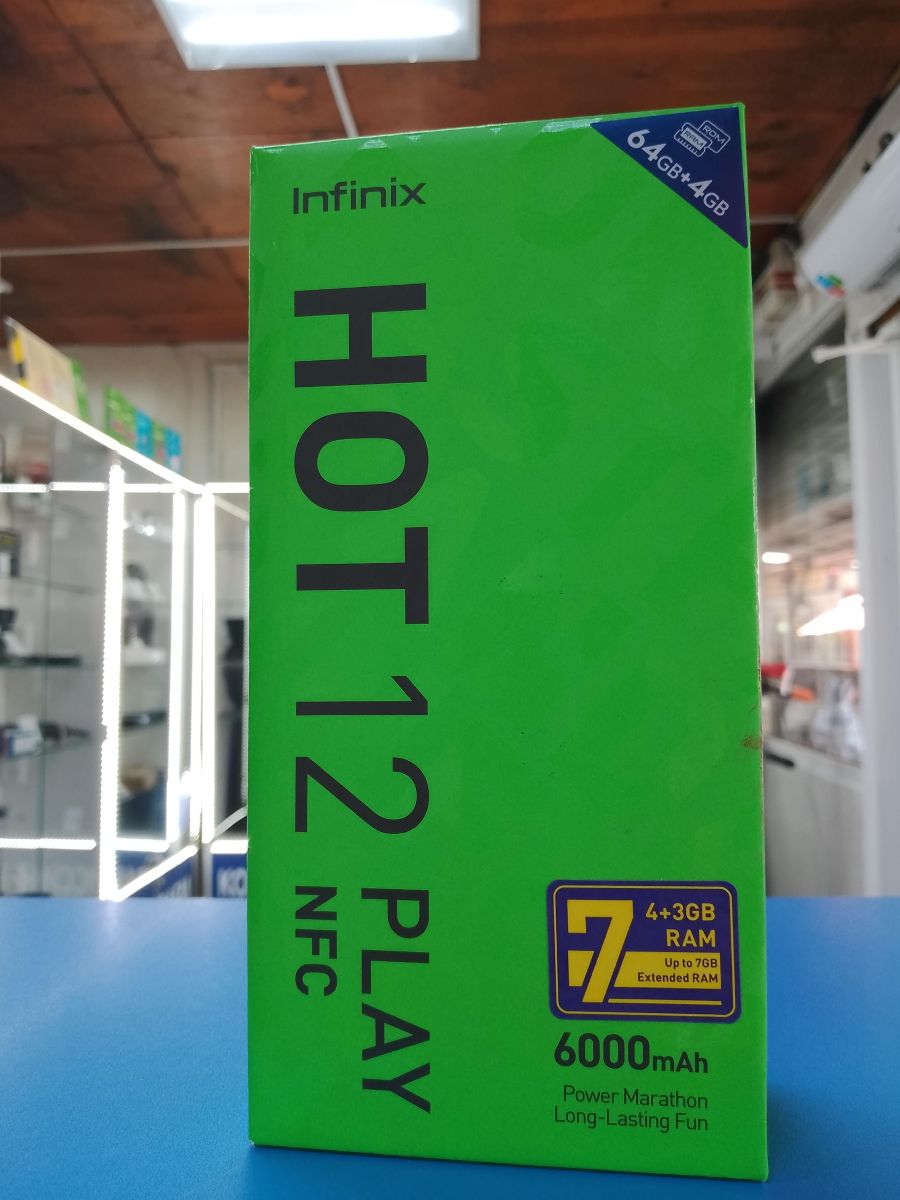 Infinix
ROM
RAM
64GB+4GB
HOT 12 PLAY
NFC
7
4+3GB
RAM
Up to 7GB
Extended RAM
6000mAh
Power Marathon
Long-Lasting Fun